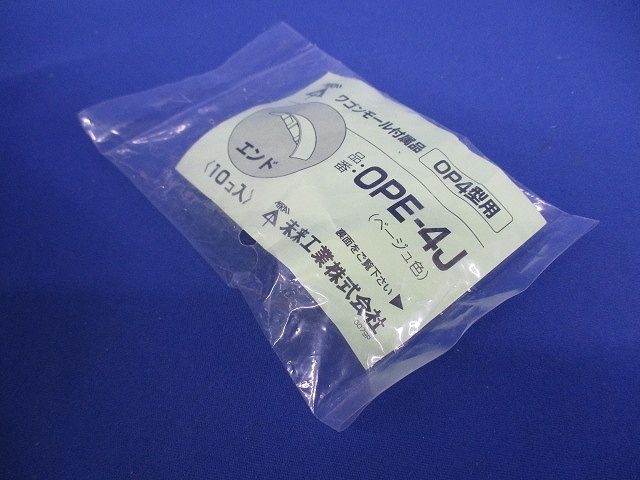 ワゴンモール付属品
OP4型用
エンド
〈10コ入〉
品番:OPE-4J
(ベージュ色)
裏面をご覧下さい▶
未来工業株式会社